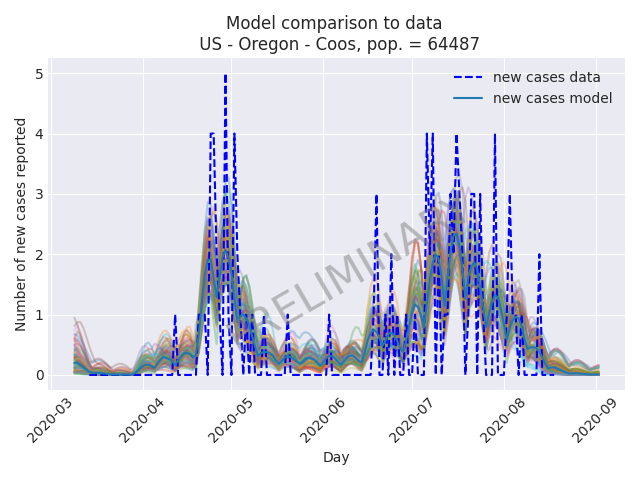 Model comparison to data
US - Oregon - Coos, pop. = 64487
Number of new cases reported
5
4
3
2
1
0
new cases data
new cases model
PRELIMINARY
2020-03
2020-04
2020-05
2020-06
2020-07
2020-08
2020-09
Day